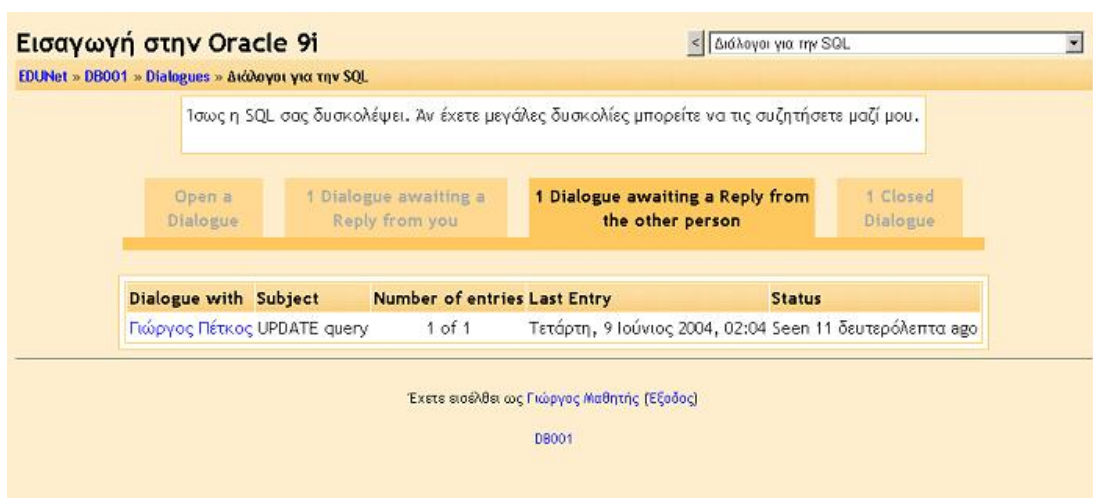 Εισαγωγή στην Oracle 9i
< Διάλογοι για την SQL
EDUNet » DB001 » Dialogues » Διάλογοι για την SQL
Ίσως η SQL σας δυσκολέψει. Άν έχετε μεγάλες δυσκολίες μπορείτε να τις συζητήσετε μαζί μου.
Open a Dialogue
1 Dialogue awaiting a Reply from you
1 Dialogue awaiting a Reply from the other person
1 Closed Dialogue
Dialogue with Subject Number of entries Last Entry Status
Γιώργος Πέτκος UPDATE query 1 of 1 Τετάρτη, 9 Ιούνιος 2004, 02:04 Seen 11 δευτερόλεπτα ago
Έχετε εισέλθει ως Γιώργος Μαθητής (Έξοδος)
DB001